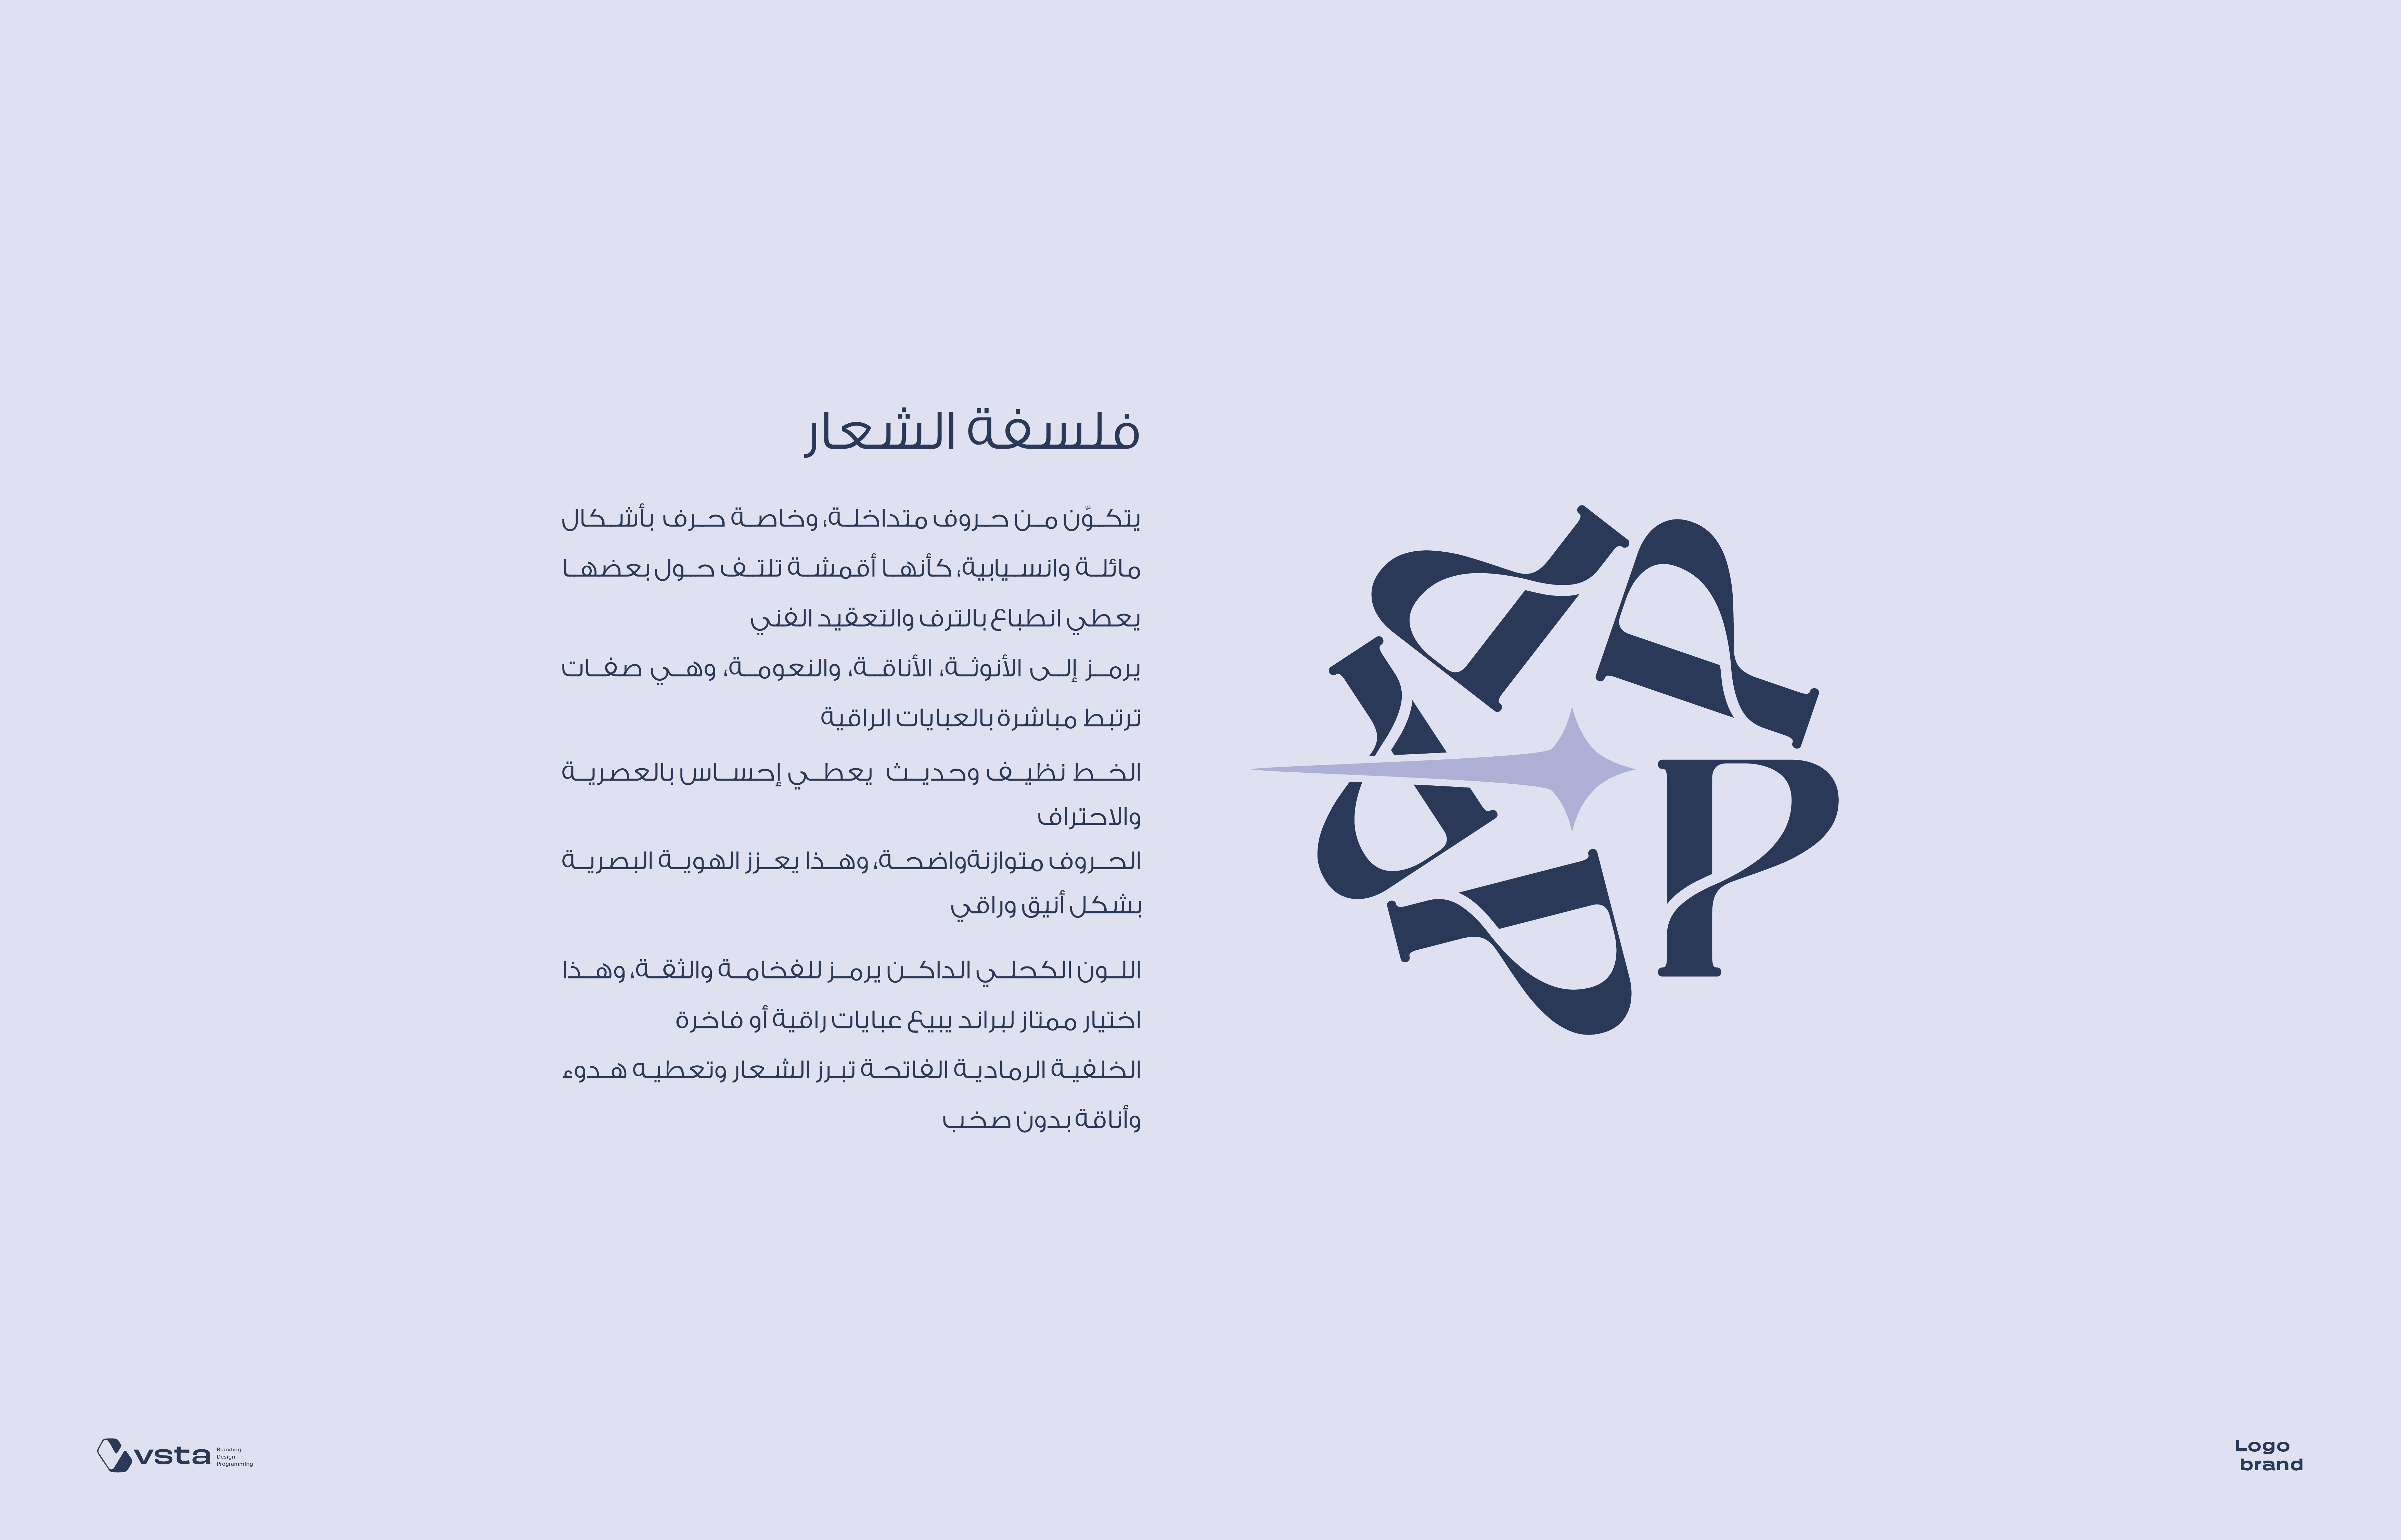 فلسفة الشعار
يتكوّن من حروف متداخلة، وخاصة حرف بأشكال
مائلة وانسيابية، كأنها أقمشة تلتف حول بعضها
يعطي انطباع بالترف والتعقيد الفني
يرمز إلى الأنوثة، الأناقة، والنعومة، وهي صفات
ترتبط مباشرة بالعبايات الراقية
الخط نظيف وحديث يعطي إحساس بالعصرية
والاحتراف
الحروف متوازنةواضحة، وهذا يعزز الهوية البصرية
بشكل أنيق وراقي
اللون الكحلي الداكن يرمز للفخامة والثقة، وهذا
اختيار ممتاز لبراند يبيع عبايات راقية أو فاخرة
الخلفية الرمادية الفاتحة تبرز الشعار وتعطيه هدوء
وأناقة بدون صخب
P
P
P
P
P
vsta
Branding
Design
Programming
Logo
brand